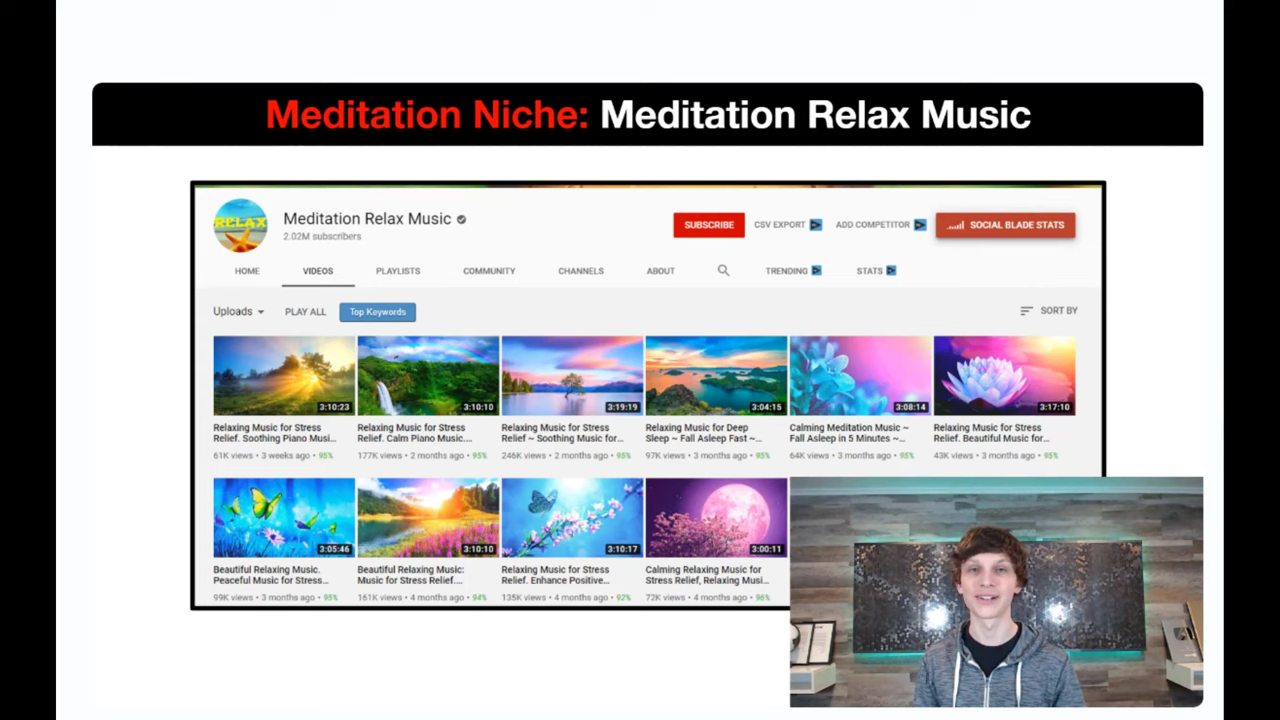 Meditation Niche: Meditation Relax Music
RELAX
Meditation Relax Music
2.02M subscribers
SUBSCRIBE
CSV EXPORT
ADD COMPETITOR
SOCIAL BLADE STATS
HOME
VIDEOS
PLAYLISTS
COMMUNITY
CHANNELS
ABOUT
TRENDING
STATS
Uploads
PLAY ALL
Top Keywords
SORT BY
3:10:23
3:10:10
3:19:19
3:04:15
3:08:14
3:17:10
Relaxing Music for Stress
Relief. Soothing Piano Musi...
61K views • 3 weeks ago • 95%
Relaxing Music for Stress
Relief. Calm Piano Music....
177K views • 2 months ago • 95%
Relaxing Music for Stress
Relief ~ Soothing Music for...
246K views • 2 months ago • 95%
Relaxing Music for Deep
Sleep ~ Fall Asleep Fast ~...
97K views • 3 months ago • 95%
Calming Meditation Music ~
Fall Asleep in 5 Minutes ~...
64K views • 3 months ago • 95%
Relaxing Music for Stress
Relief. Beautiful Music for...
43K views • 3 months ago • 95%
3:05:46
3:10:10
3:10:17
3:00:11
Beautiful Relaxing Music.
Peaceful Music for Stress...
99K views • 3 months ago • 95%
Beautiful Relaxing Music:
Music for Stress Relief....
161K views • 4 months ago • 94%
Relaxing Music for Stress
Relief. Enhance Positive...
135K views • 4 months ago • 92%
Calming Relaxing Music for
Stress Relief, Relaxing Musi...
72K views • 4 months ago • 96%